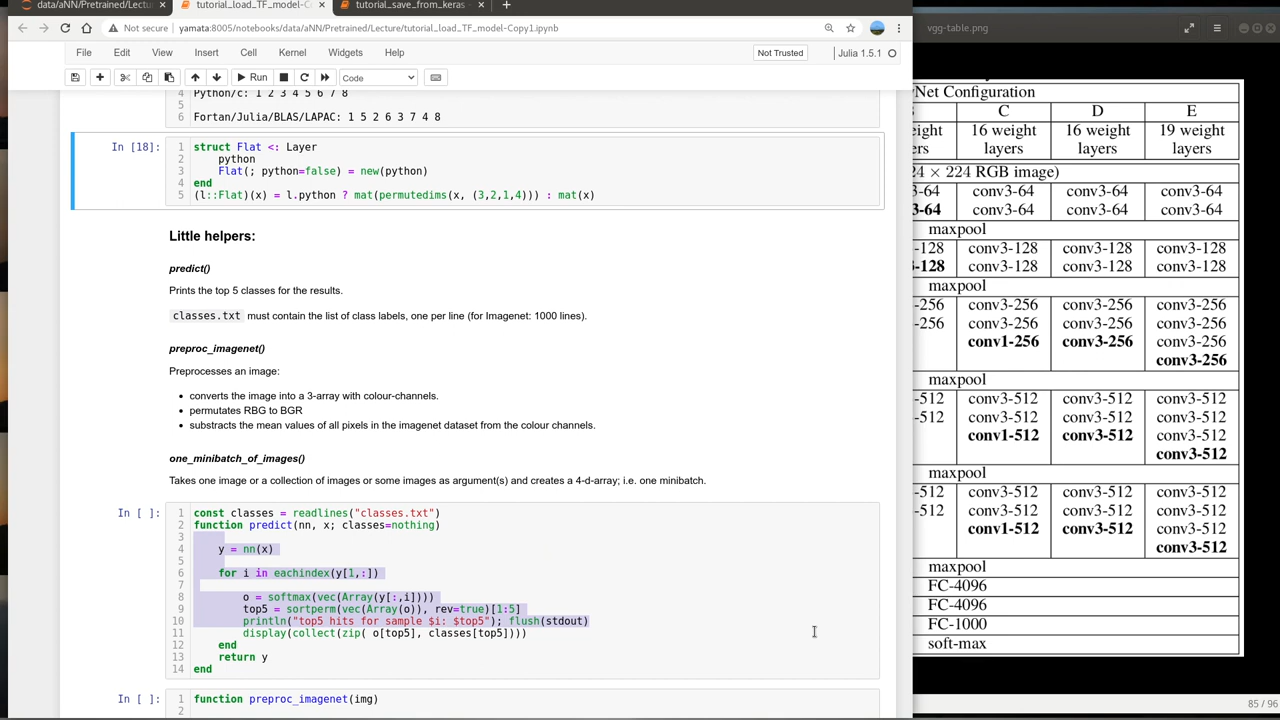 data/aNN/Pretrained/Lectur
tutorial_load_TF_model-C
tutorial_save_from_keras
Not secure
yamata:8005/notebooks/data/aNN/Pretrained/Lecture/tutorial_load_TF_model-Copy1.ipynb
File Edit View Insert Cell Kernel Widgets Help
Not Trusted
Julia 1.5.1
Run
Code
4 Python/c: 1 2 3 4 5 6 7 8
5
6 Fortan/Julia/BLAS/LAPAC: 1 5 2 6 3 7 4 8
In [18]:
1 struct Flat <: Layer
2 python
3 Flat(; python=false) = new(python)
4 end
5 (l::Flat)(x) = l.python ? mat(permutedims(x, (3,2,1,4))) : mat(x)
Little helpers:
predict()
Prints the top 5 classes for the results.
classes.txt must contain the list of class labels, one per line (for Imagenet: 1000 lines).
preproc_imagenet()
Preprocesses an image:
• converts the image into a 3-array with colour-channels.
• permutates RBG to BGR
• substracts the mean values of all pixels in the imagenet dataset from the colour channels.
one_minibatch_of_images()
Takes one image or a collection of images or some images as argument(s) and creates a 4-d-array; i.e. one minibatch.
In [ ]:
1 const classes = readlines("classes.txt")
2 function predict(nn, x; classes=nothing)
3
4 y = nn(x)
5
6 for i in eachindex(y[1,:])
7
8 o = softmax(vec(Array(y[:,i])))
9 top5 = sortperm(vec(Array(o)), rev=true)[1:5]
10 println("top5 hits for sample $i: $top5"); flush(stdout)
11 display(collect(zip( o[top5], classes[top5])))
12 end
13 return y
14 end
In [ ]:
1 function preproc_imagenet(img)
2
vgg-table.png
Net Configuration
C D E
eight 16 weight 16 weight 19 weight
ers layers layers layers
24 × 224 RGB image)
3-64 conv3-64 conv3-64 conv3-64
3-64 conv3-64 conv3-64 conv3-64
maxpool
-128 conv3-128 conv3-128 conv3-128
-128 conv3-128 conv3-128 conv3-128
maxpool
-256 conv3-256 conv3-256 conv3-256
-256 conv3-256 conv3-256 conv3-256
conv1-256 conv3-256 conv3-256
conv3-256
maxpool
-512 conv3-512 conv3-512 conv3-512
-512 conv3-512 conv3-512 conv3-512
conv1-512 conv3-512 conv3-512
conv3-512
maxpool
-512 conv3-512 conv3-512 conv3-512
-512 conv3-512 conv3-512 conv3-512
conv1-512 conv3-512 conv3-512
conv3-512
maxpool
FC-4096
FC-4096
FC-1000
soft-max
85 / 96